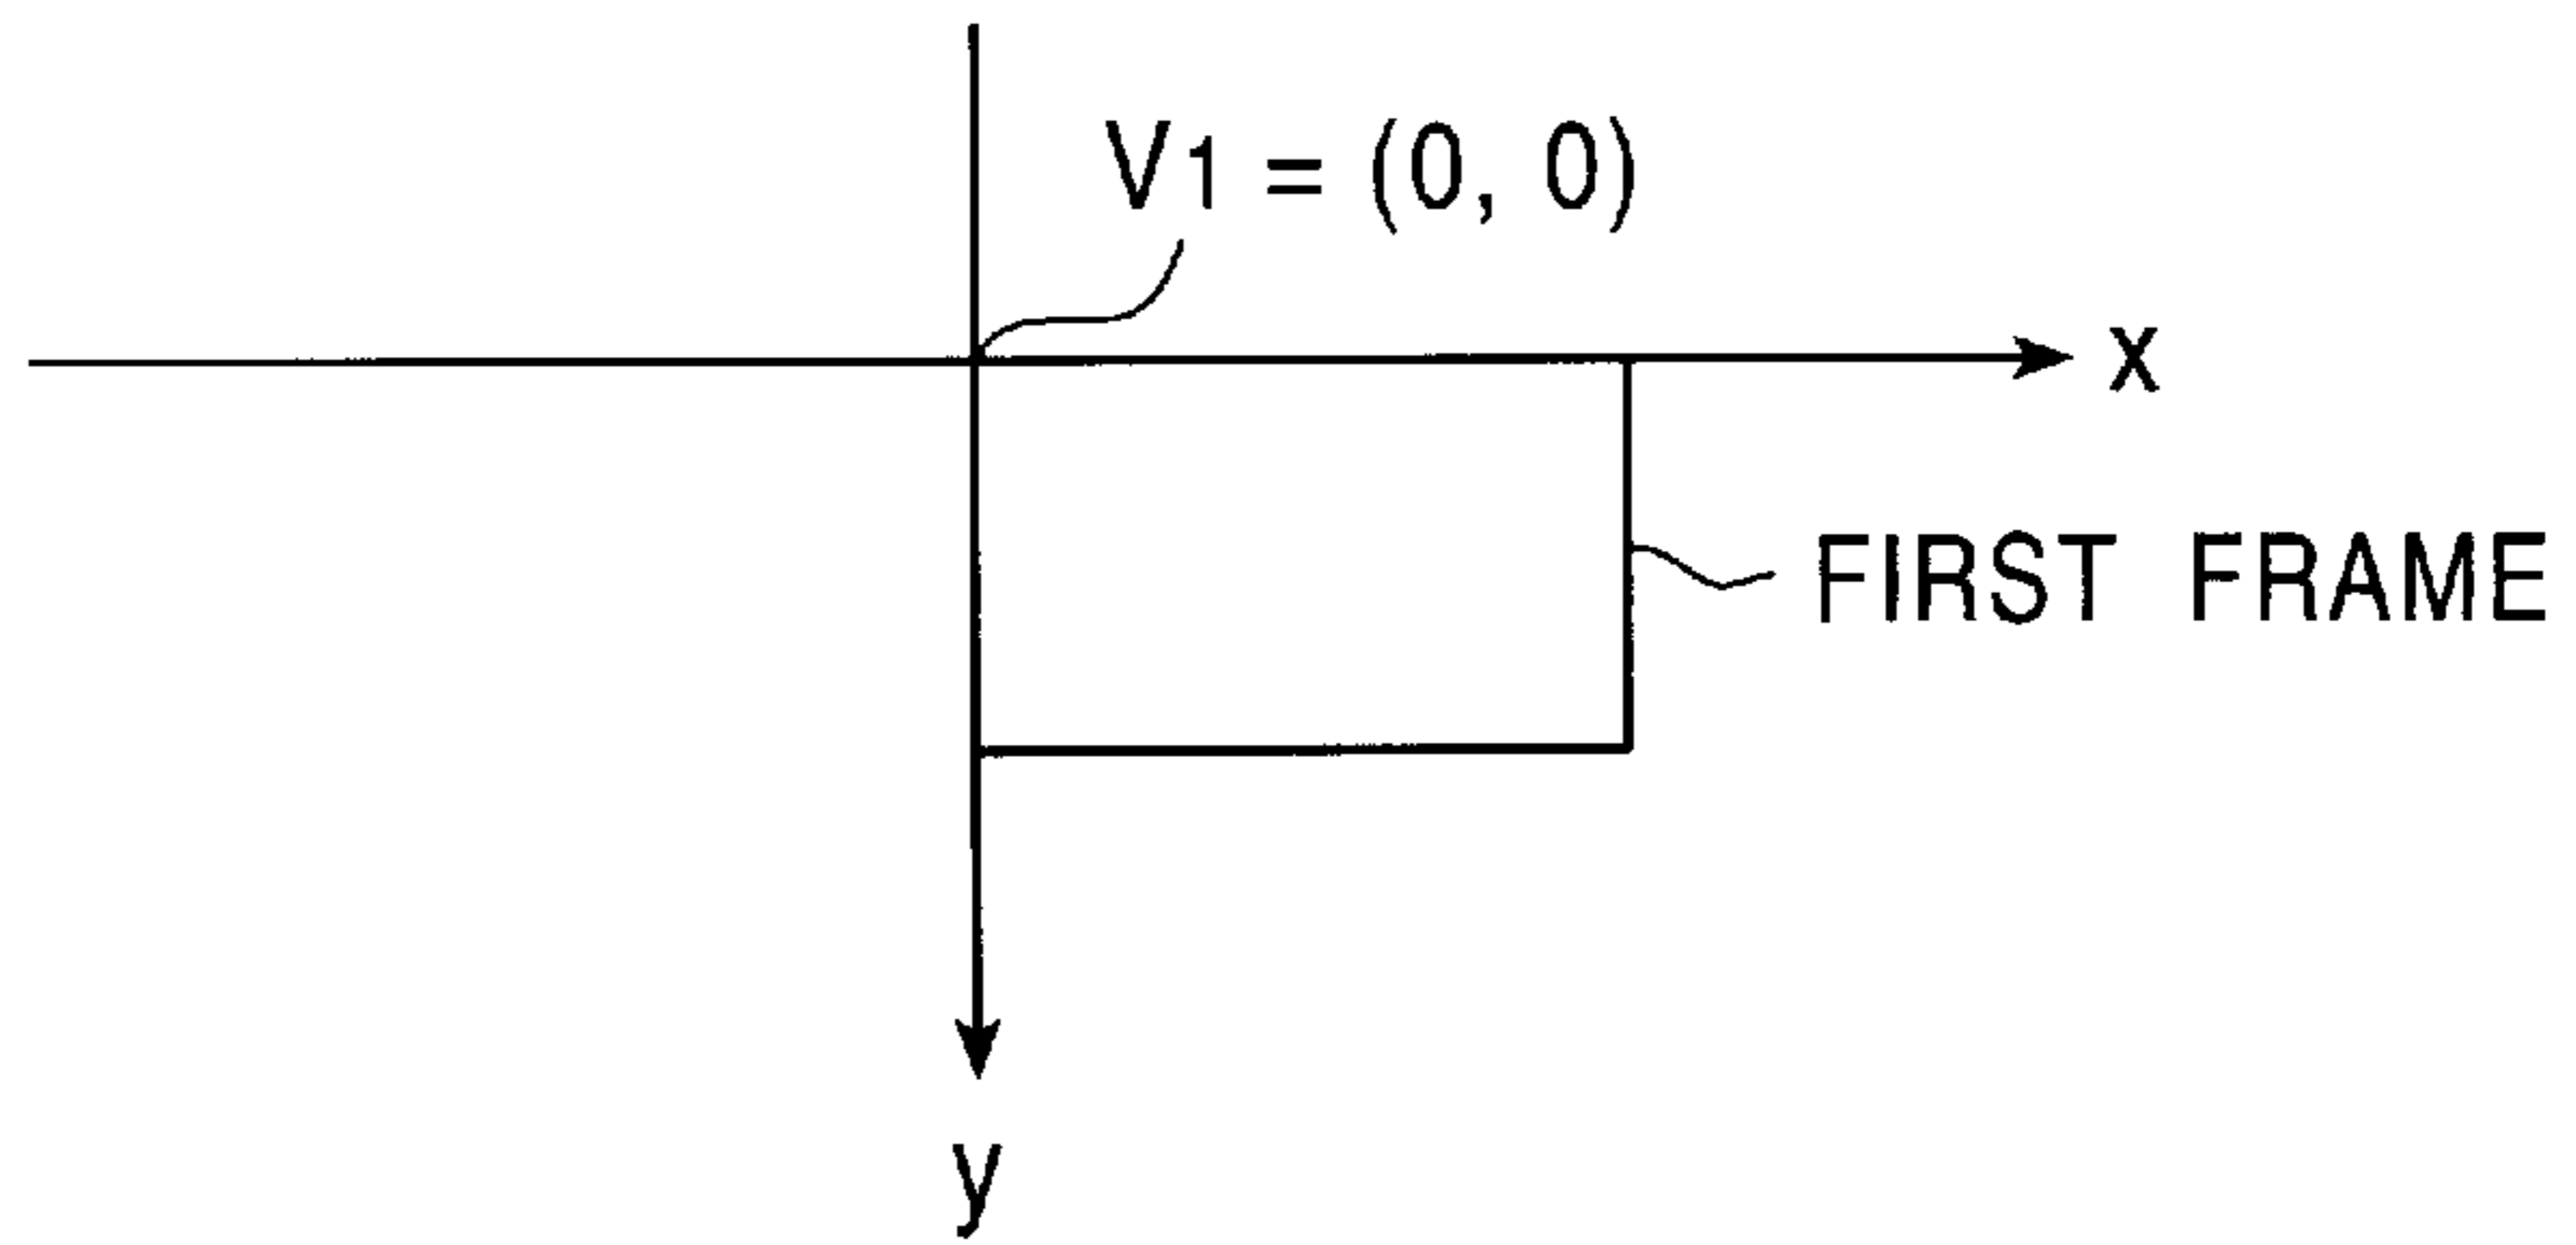 V1 = (0, 0)
x
FIRST FRAME
y